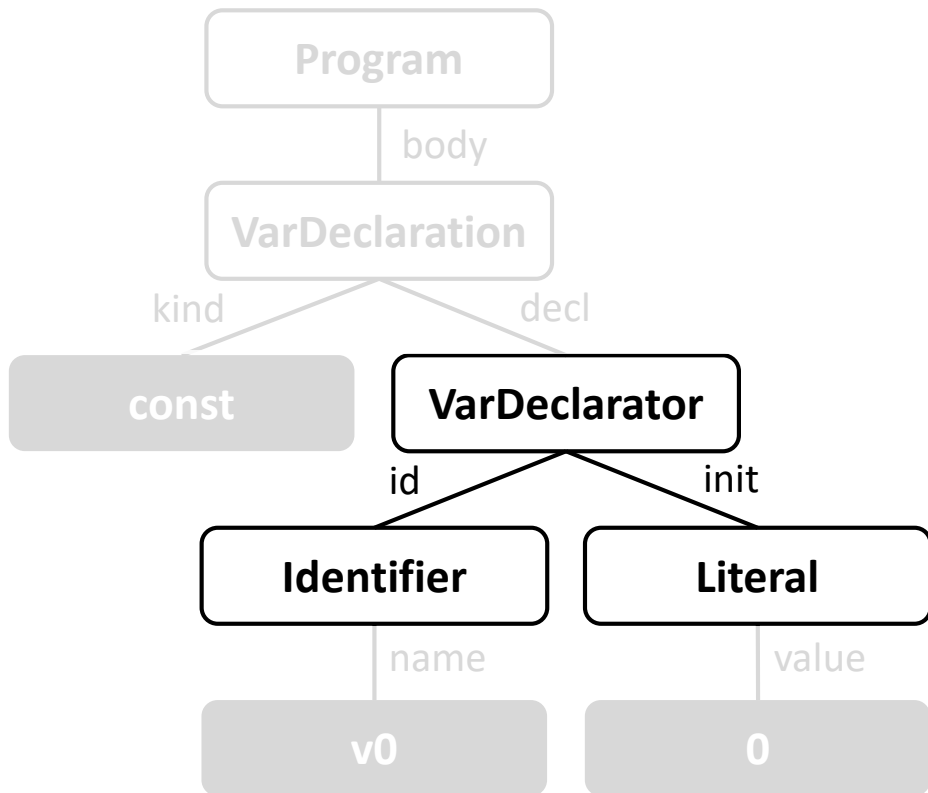 Program
body
VarDeclaration
kind
decl
const
VarDeclarator
id
init
Identifier
Literal
name
value
v0
0